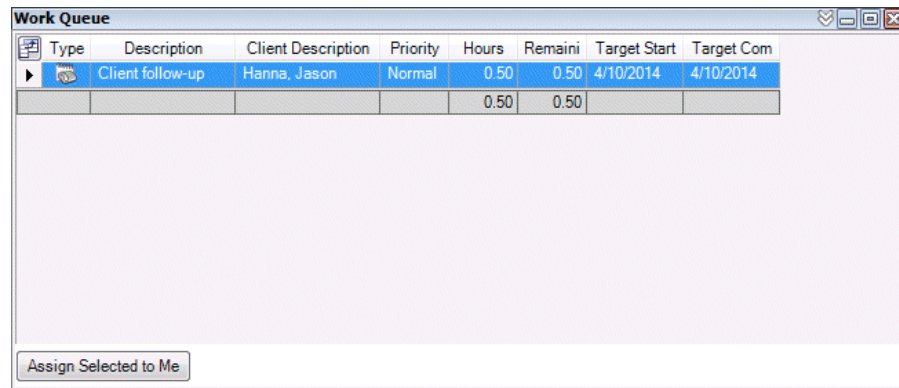 Work Queue
Type Description Client Description Priority Hours Remaini Target Start Target Com
Client follow-up Hanna, Jason Normal 0.50 0.50 4/10/2014 4/10/2014
0.50 0.50
Assign Selected to Me